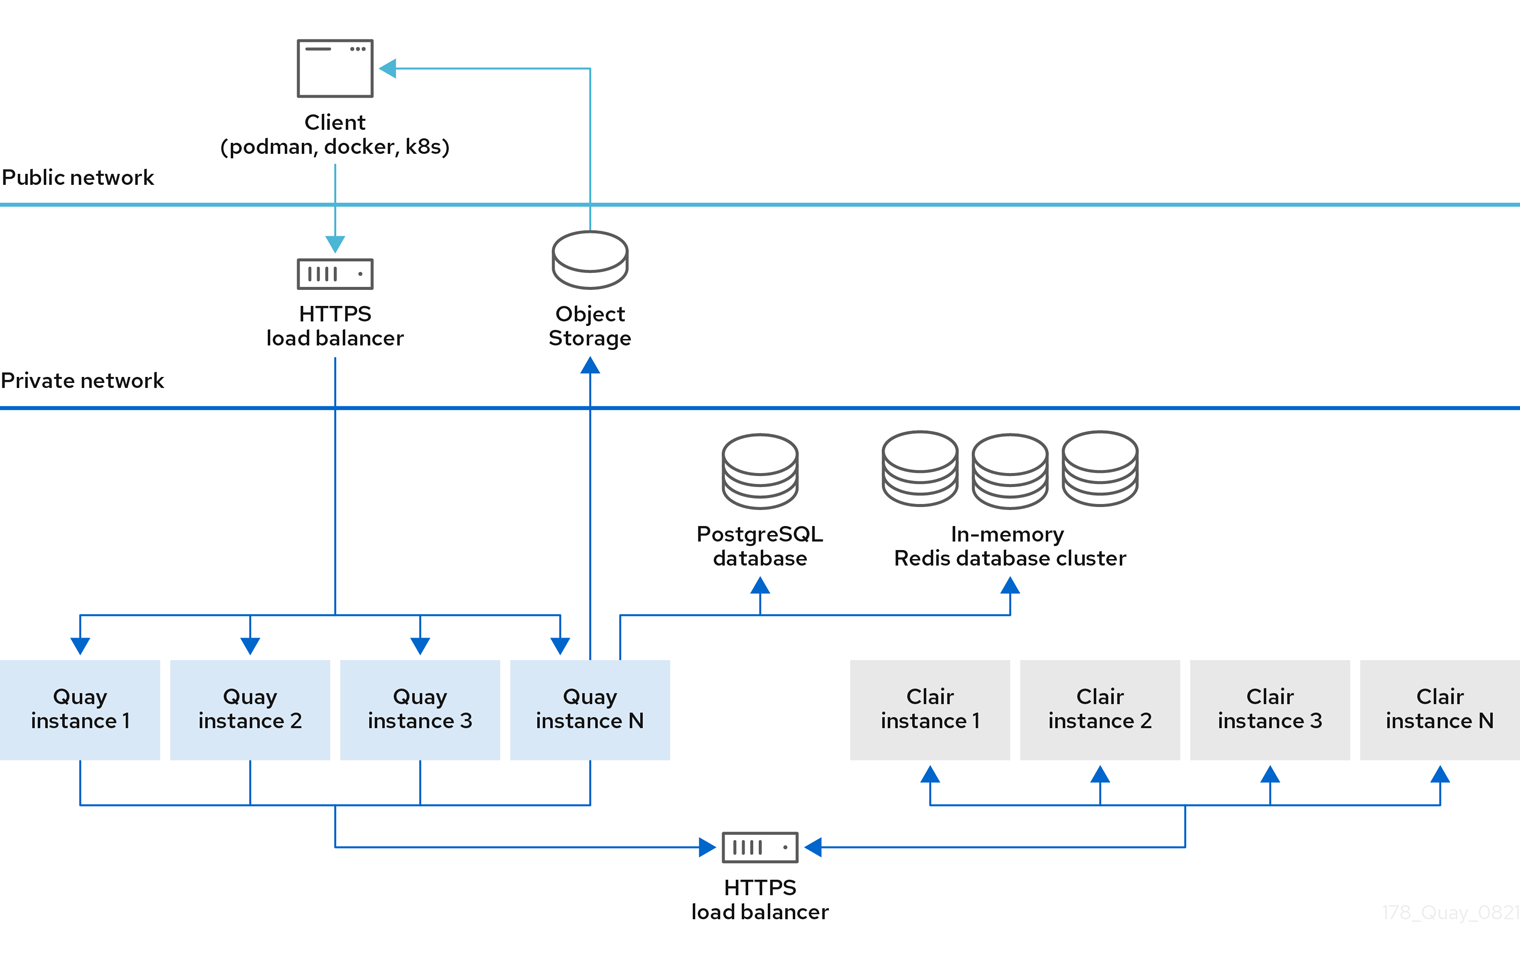 Client
(podman, docker, k8s)
Public network
HTTPS
load balancer
Object
Storage
Private network
PostgreSQL
database
In-memory
Redis database cluster
Quay
instance 1
Quay
instance 2
Quay
instance 3
Quay
instance N
Clair
instance 1
Clair
instance 2
Clair
instance 3
Clair
instance N
HTTPS
load balancer
178_Quay_0821